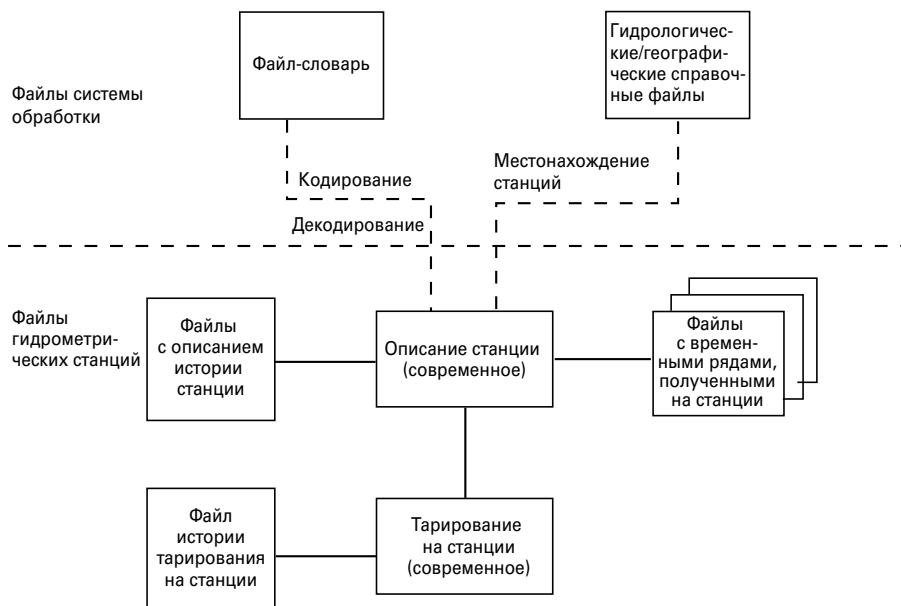 Файлы системы
обработки
Файл-словарь
Гидрологичес-
кие/географи-
ческие справоч-
ные файлы
Кодирование
Декодирование
Местонахождение
станций
Файлы
гидрометри-
ческих станций
Файлы
с описанием
истории
станции
Описание станции
(современное)
Файлы
с времен-
ными рядами,
полученными
на станции
Файл
истории
тарирования
на станции
Тарирование
на станции
(современное)